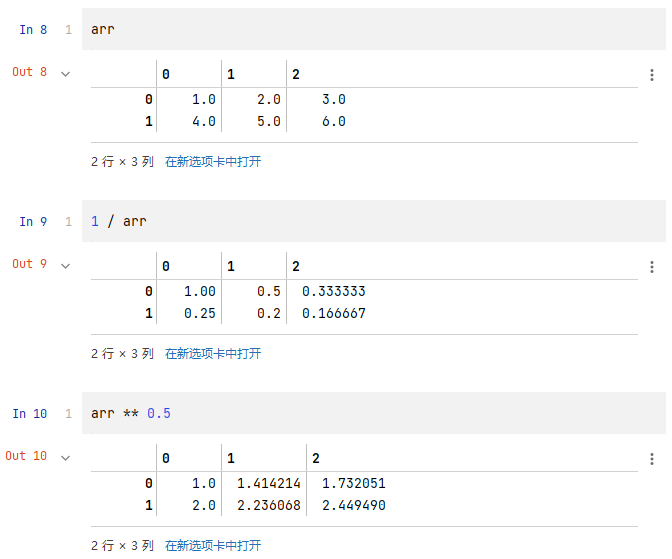 In 8 1 arr
Out 8 0 1 2
0 1.0 2.0 3.0
1 4.0 5.0 6.0
2 行 × 3 列 在新选项卡中打开
In 9 1 1 / arr
Out 9 0 1 2
0 1.00 0.5 0.333333
1 0.25 0.2 0.166667
2 行 × 3 列 在新选项卡中打开
In 10 1 arr ** 0.5
Out 10 0 1 2
0 1.0 1.414214 1.732051
1 2.0 2.236068 2.449490
2 行 × 3 列 在新选项卡中打开